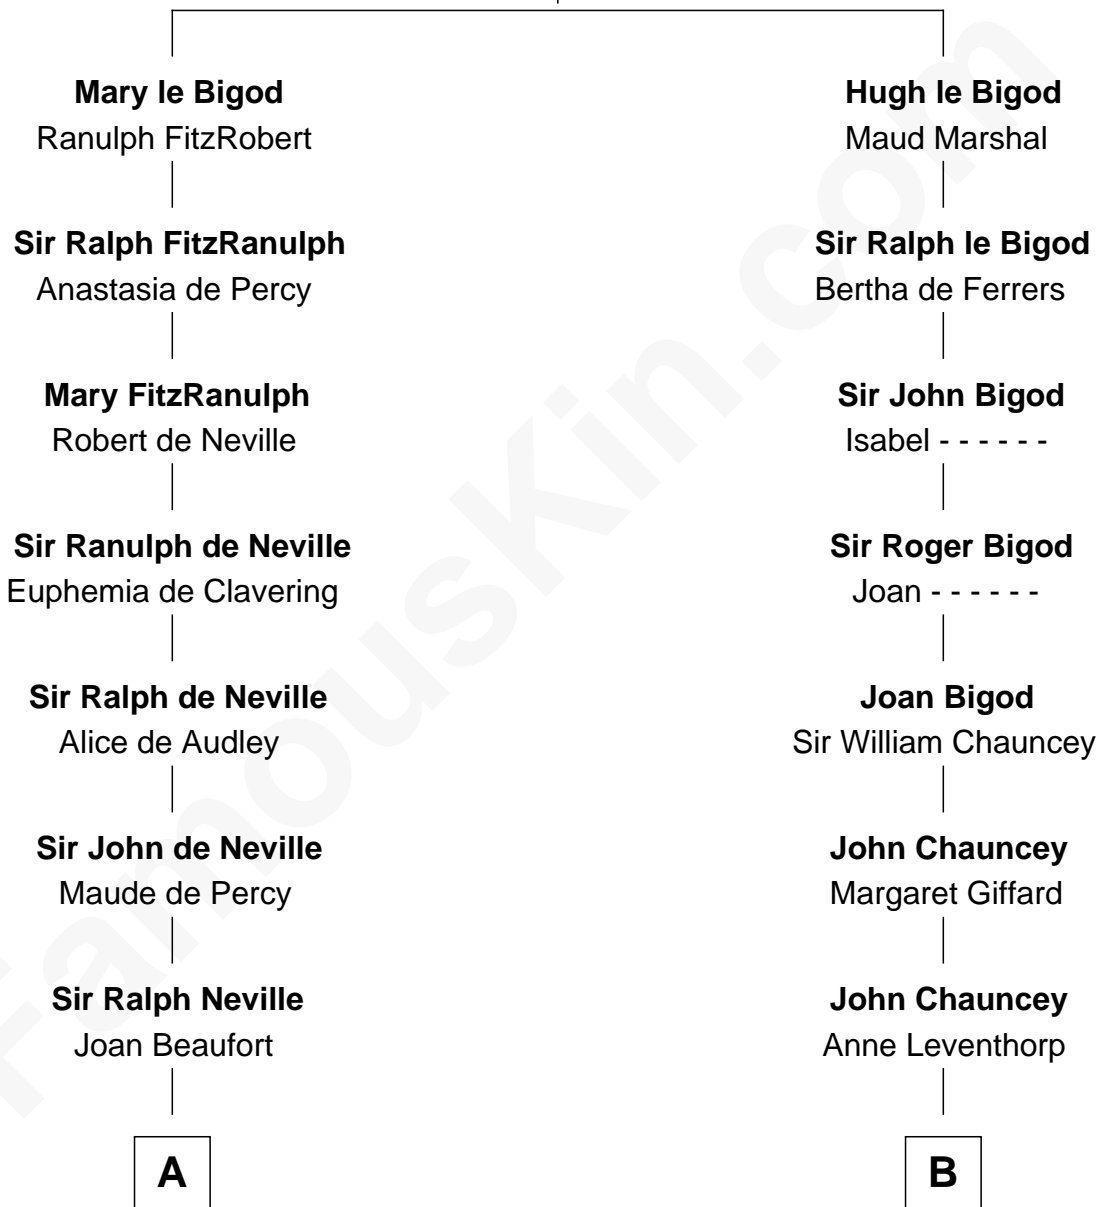 Mary le Bigod
Ranulph FitzRobert
Sir Ralph FitzRanulph
Anastasia de Percy
Mary FitzRanulph
Robert de Neville
Sir Ranulph de Neville
Euphemia de Clavering
Sir Ralph de Neville
Alice de Audley
Sir John de Neville
Maude de Percy
Sir Ralph Neville
Joan Beaufort
A
Hugh le Bigod
Maud Marshal
Sir Ralph le Bigod
Bertha de Ferrers
Sir John Bigod
Isabel - - - - - -
Sir Roger Bigod
Joan - - - - - -
Joan Bigod
Sir William Chauncey
John Chauncey
Margaret Giffard
John Chauncey
Anne Leventhorp
B
FamousKin.com